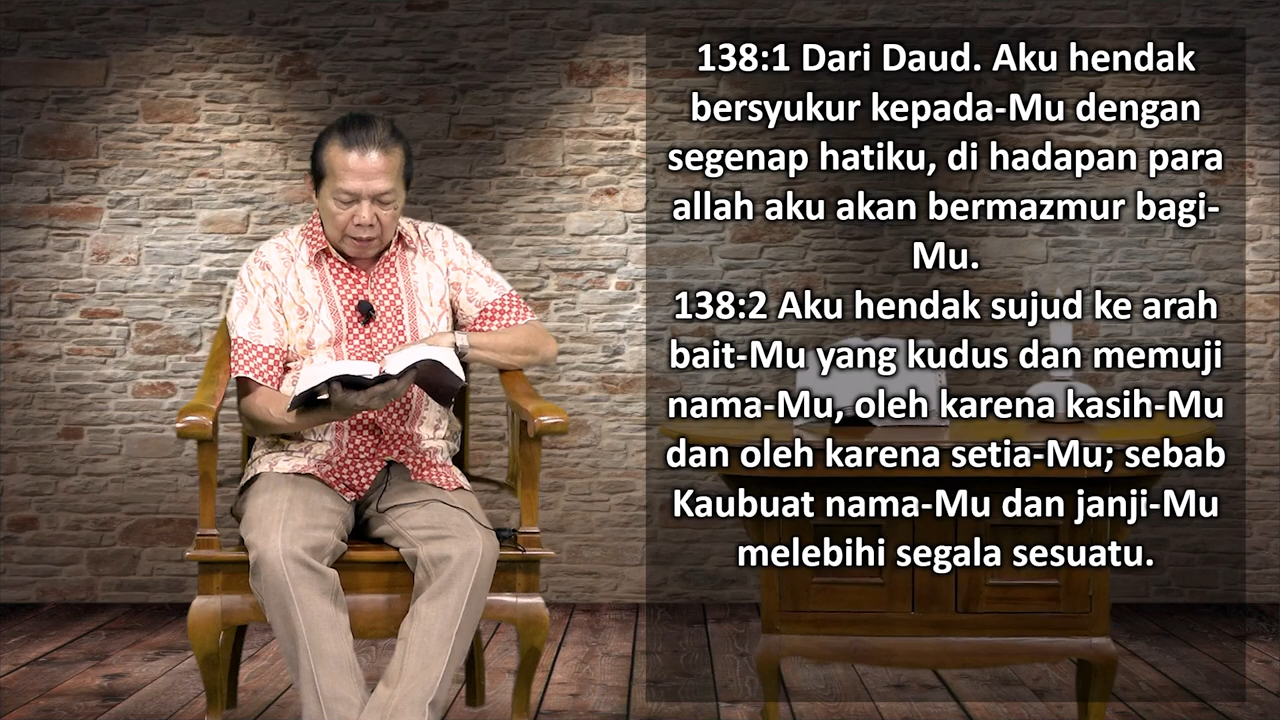 138:1 Dari Daud. Aku hendak
bersyukur kepada-Mu dengan
segenap hatiku, di hadapan para
allah aku akan bermazmur bagi-
Mu.
138:2 Aku hendak sujud ke arah
bait-Mu yang kudus dan memuji
nama-Mu, oleh karena kasih-Mu
dan oleh karena setia-Mu; sebab
Kaubuat nama-Mu dan janji-Mu
melebihi segala sesuatu.